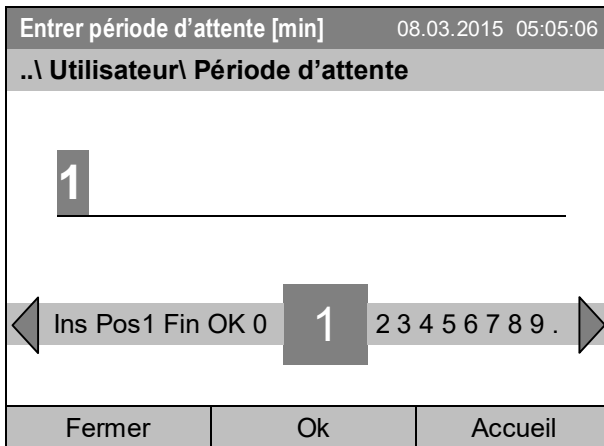 Entrer période d'attente [min] 08.03.2015 05:05:06
..\ Utilisateur\ Période d'attente
1
Ins Pos1 Fin OK 0 1 2 3 4 5 6 7 8 9 .
Fermer Ok Accueil